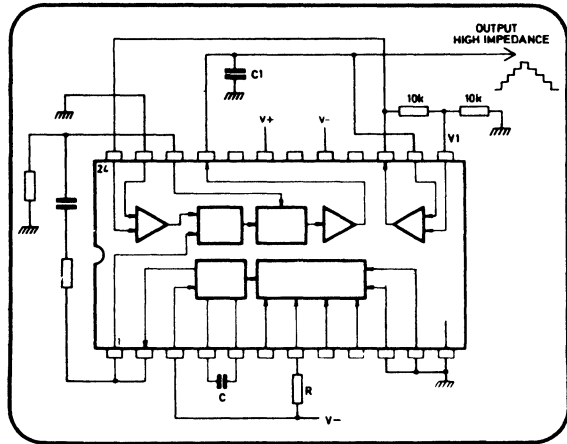 OUTPUT
HIGH IMPEDANCE
C1
10k
10k
V+
V-
V1
24
1
C
R
V-